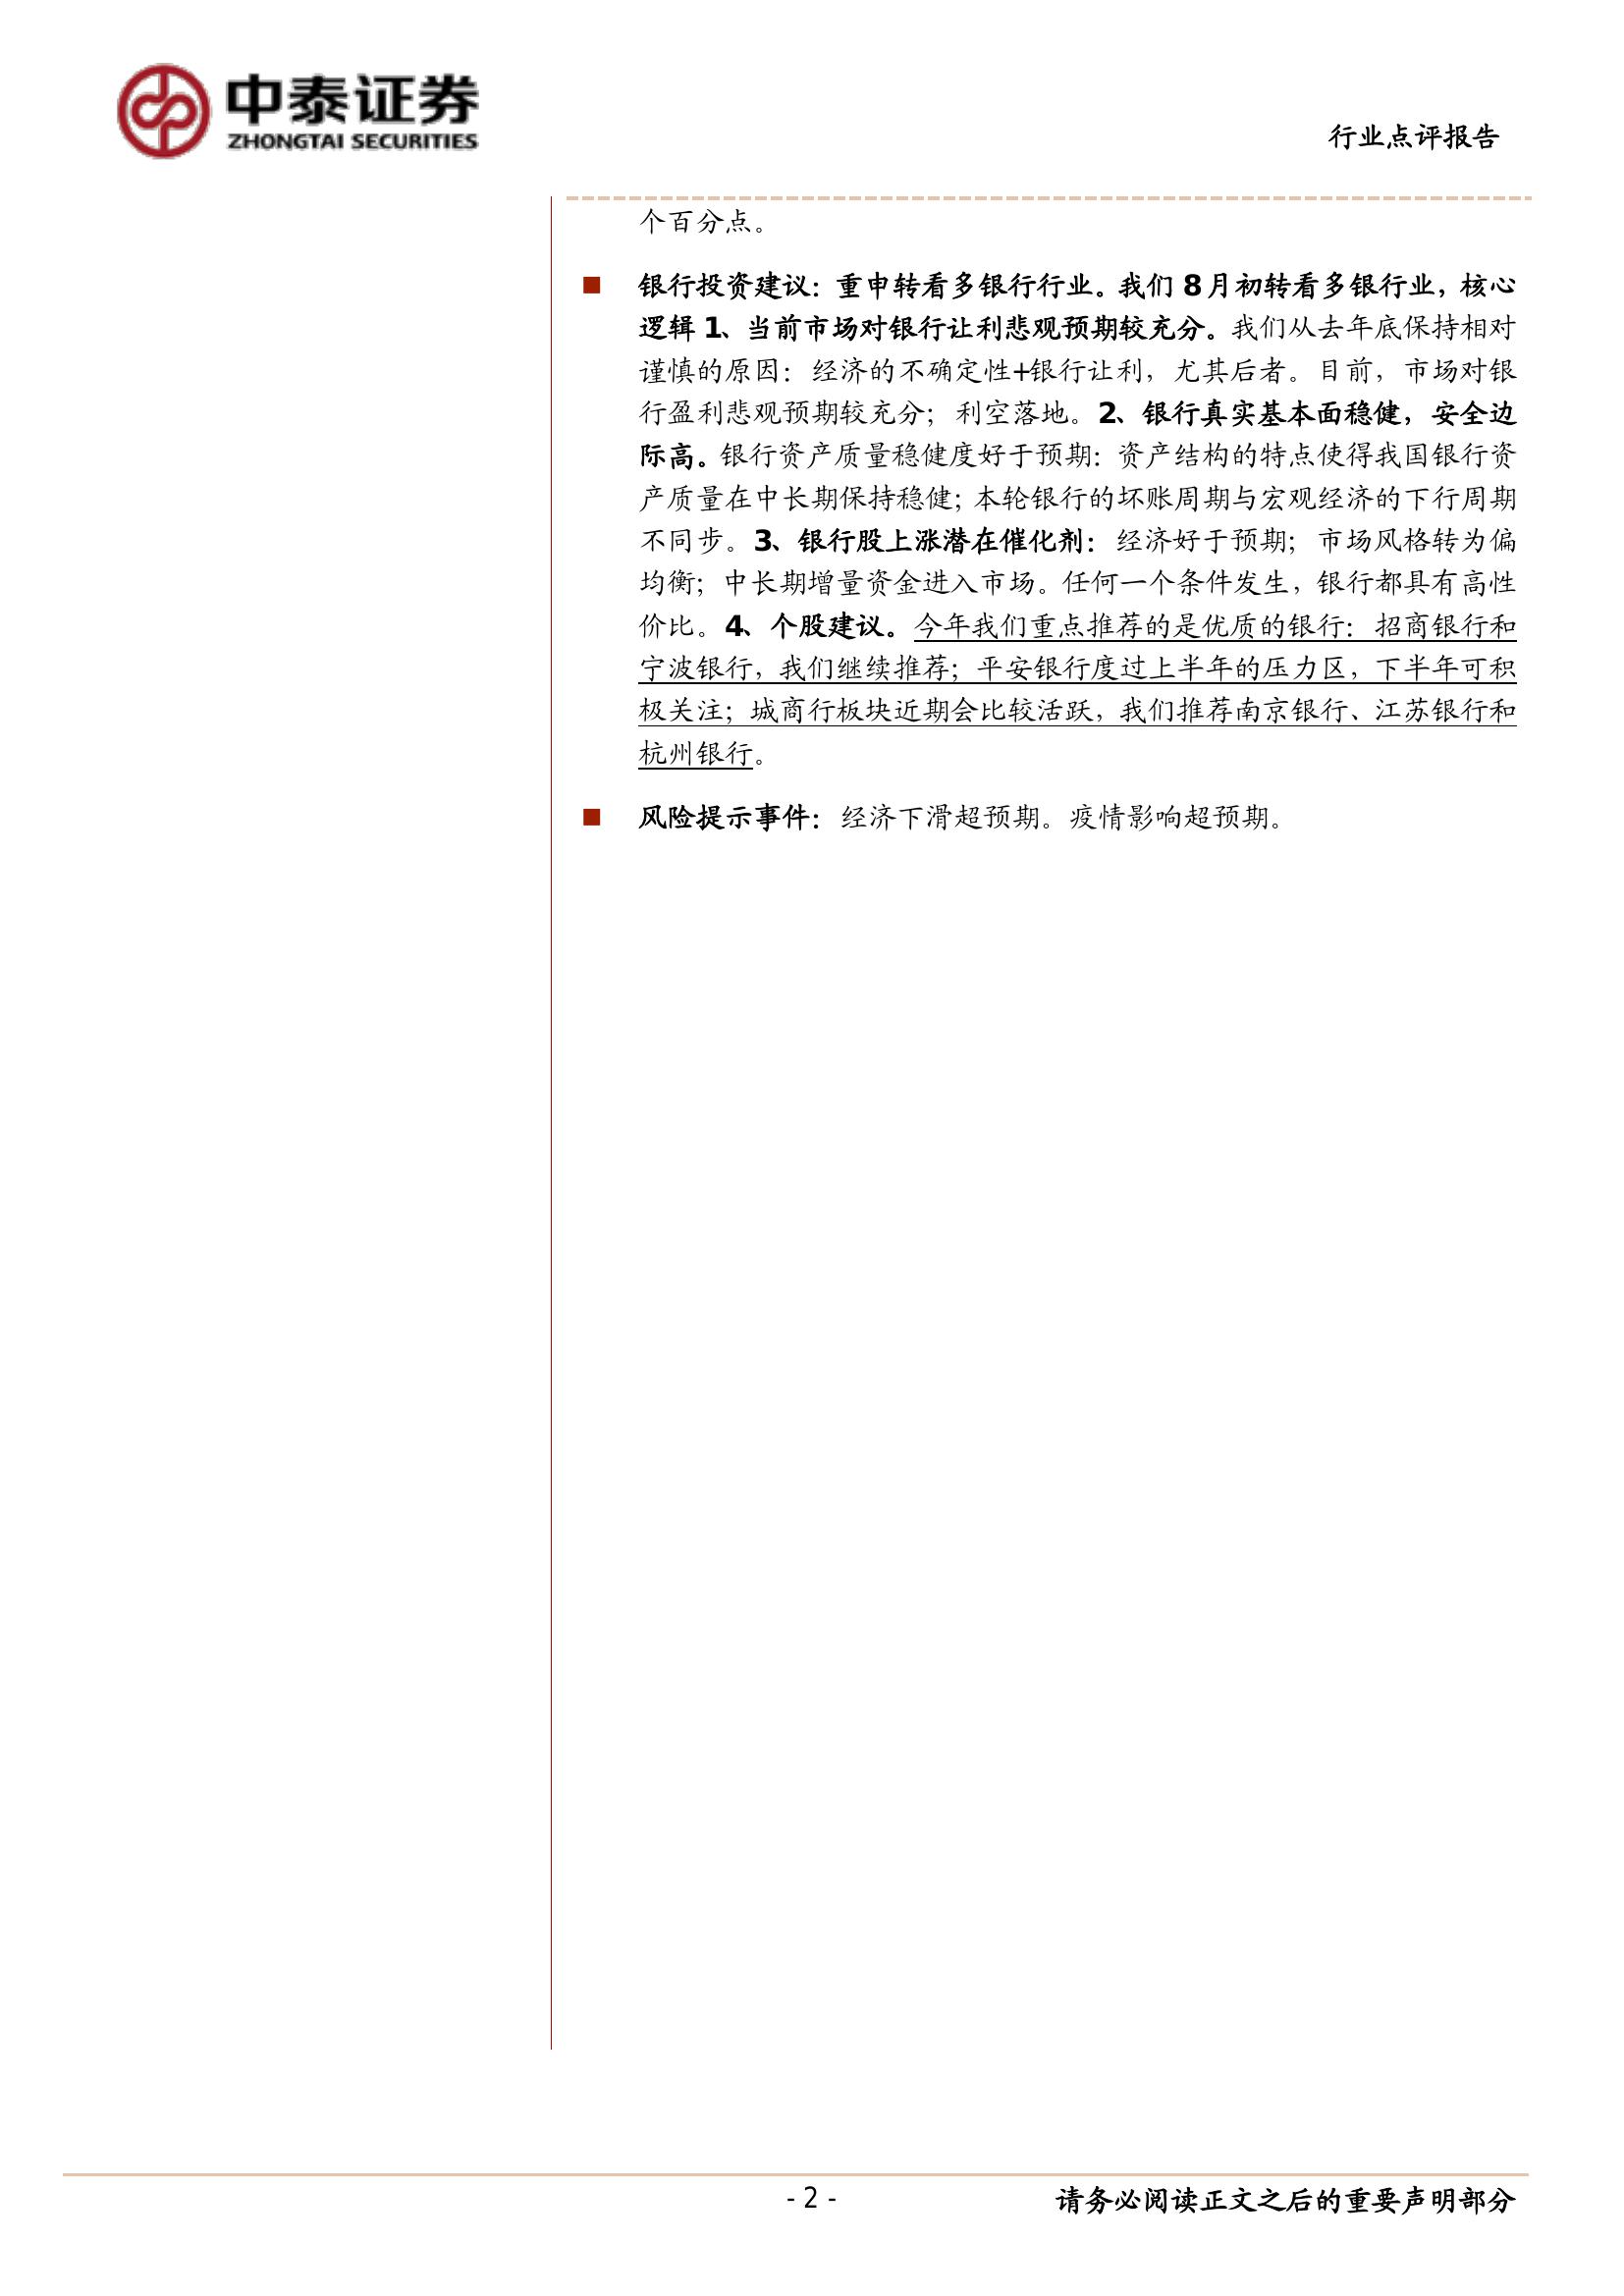 中泰证券
ZHONGTAI SECURITIES
行业点评报告
个百分点。
■ 银行投资建议：重申转看多银行行业。我们 8 月初转看多银行业，核心
逻辑 1、当前市场对银行让利悲观预期较充分。我们从去年底保持相对
谨慎的原因：经济的不确定性+银行让利，尤其后者。目前，市场对银
行盈利悲观预期较充分；利空落地。2、银行真实基本面稳健，安全边
际高。银行资产质量稳健度好于预期：资产结构的特点使得我国银行资
产质量在中长期保持稳健；本轮银行的坏账周期与宏观经济的下行周期
不同步。3、银行股上涨潜在催化剂：经济好于预期；市场风格转为偏
均衡；中长期增量资金进入市场。任何一个条件发生，银行都具有高性
价比。4、个股建议。今年我们重点推荐的是优质的银行：招商银行和
宁波银行，我们继续推荐；平安银行度过上半年的压力区，下半年可积
极关注；城商行板块近期会比较活跃，我们推荐南京银行、江苏银行和
杭州银行。
■ 风险提示事件：经济下滑超预期。疫情影响超预期。
- 2 -
请务必阅读正文之后的重要声明部分